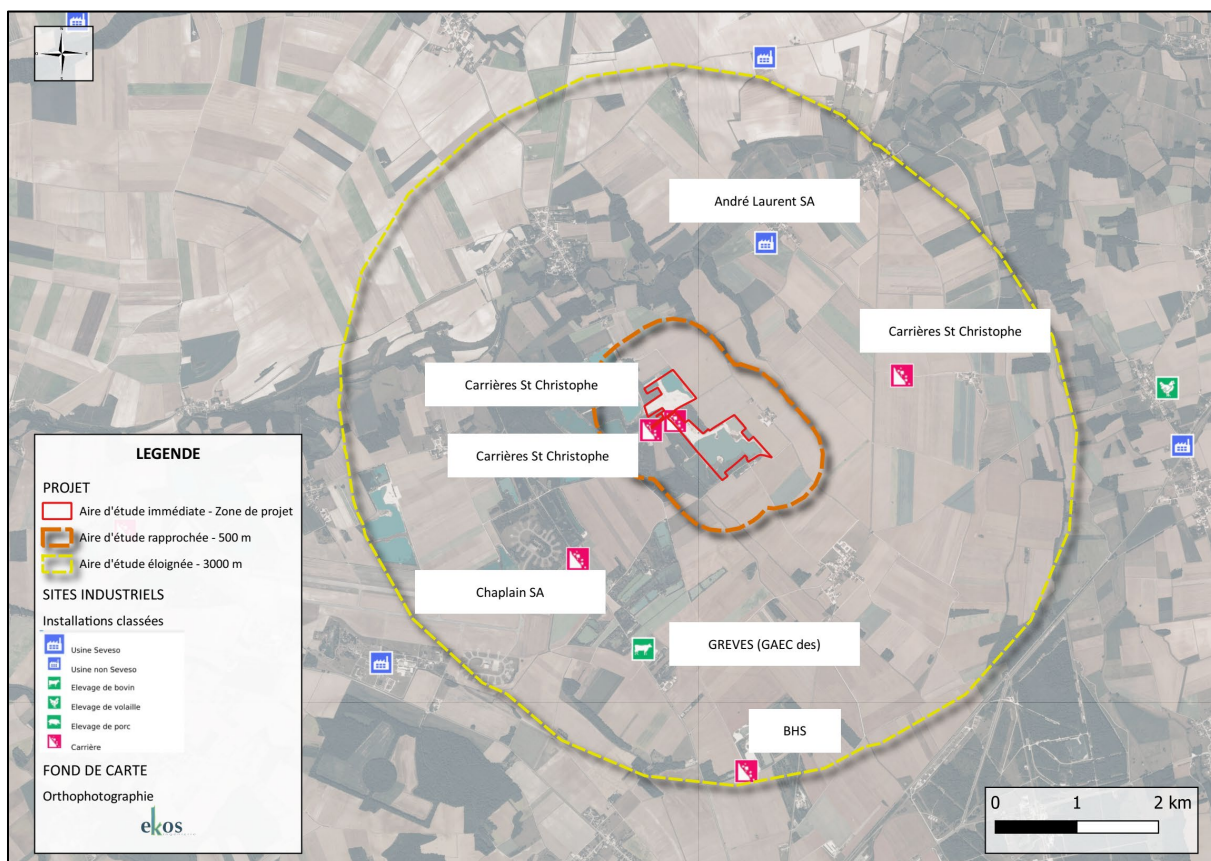 André Laurent SA
Carrières St Christophe
Carrières St Christophe
Carrières St Christophe
Chaplain SA
GREVES (GAEC des)
BHS
LEGENDE
PROJET
Aire d'étude immédiate - Zone de projet
Aire d'étude rapprochée - 500 m
Aire d'étude éloignée - 3000 m
SITES INDUSTRIELS
Installations classées
Usine Seveso
Usine non Seveso
Elevage de bovin
Elevage de volaille
Elevage de porc
Carrière
FOND DE CARTE
Orthophotographie
ekos
0 1 2 km